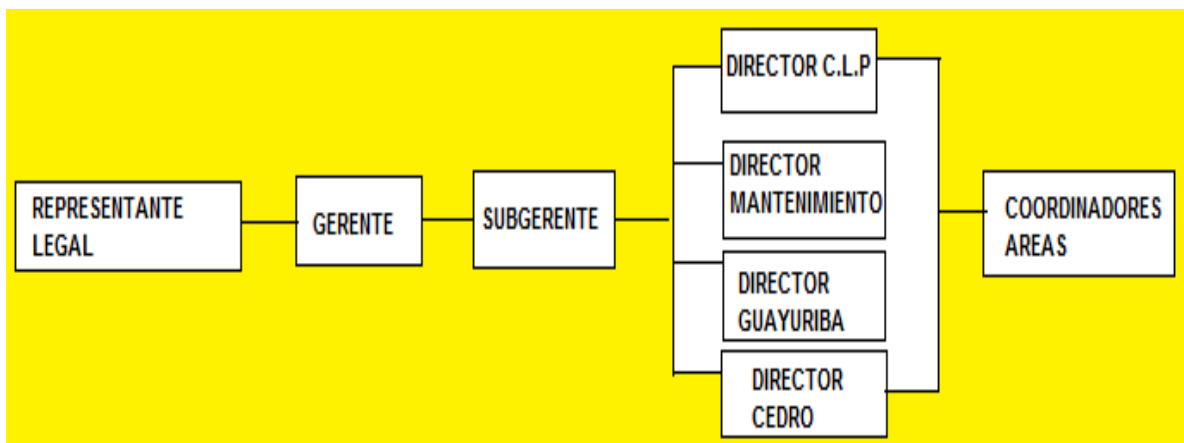 REPRESENTANTE
LEGAL
GERENTE
SUBGERENTE
DIRECTOR C.L.P
DIRECTOR
MANTENIMIENTO
DIRECTOR
GUAYURIBA
DIRECTOR
CEDRO
COORDINADORES
AREAS